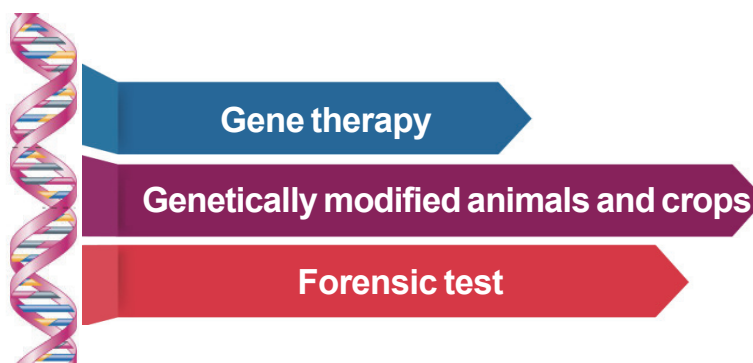 Gene therapy
Genetically modified animals and crops
Forensic test